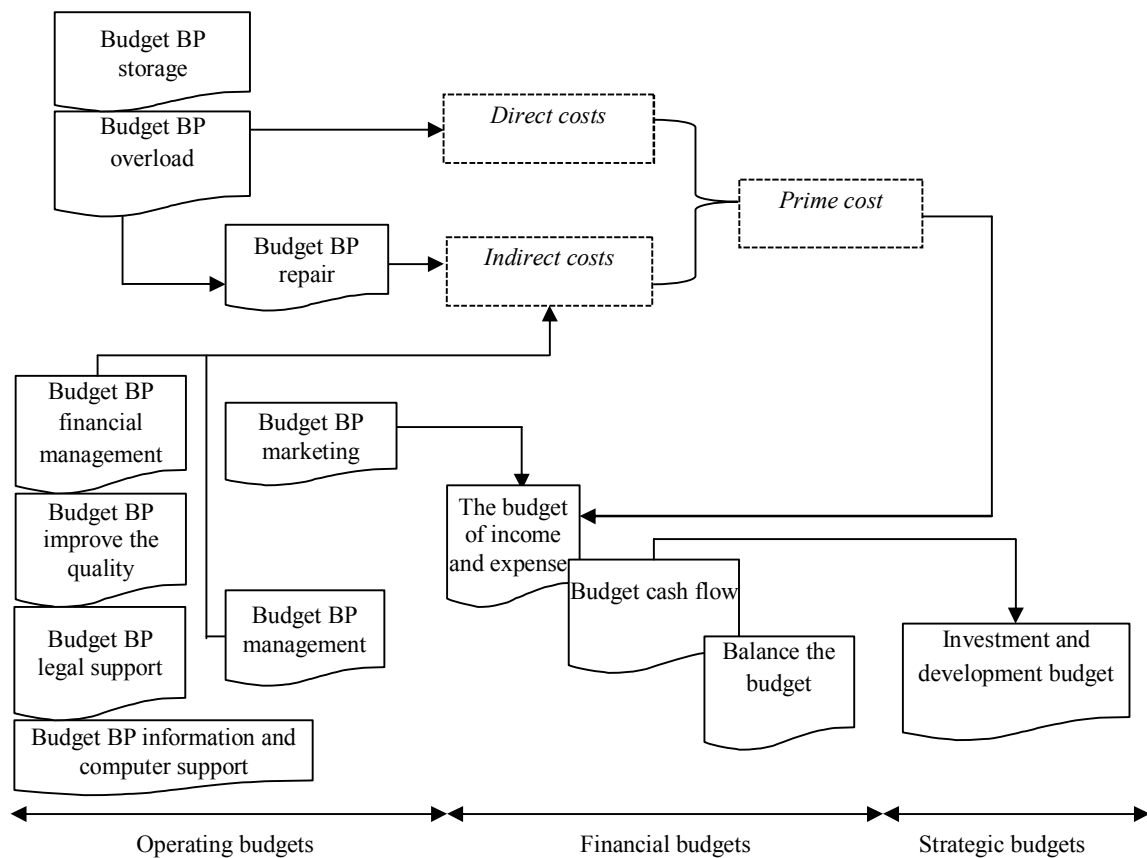 Budget BP
storage
Budget BP
overload
Direct costs
Prime cost
Budget BP
repair
Indirect costs
Budget BP
financial
management
Budget BP
marketing
Budget BP
improve the
quality
The budget
of income
and expense
Budget cash flow
Budget BP
management
Budget BP
legal support
Balance the
budget
Investment and
development budget
Budget BP information and
computer support
Operating budgets
Financial budgets
Strategic budgets